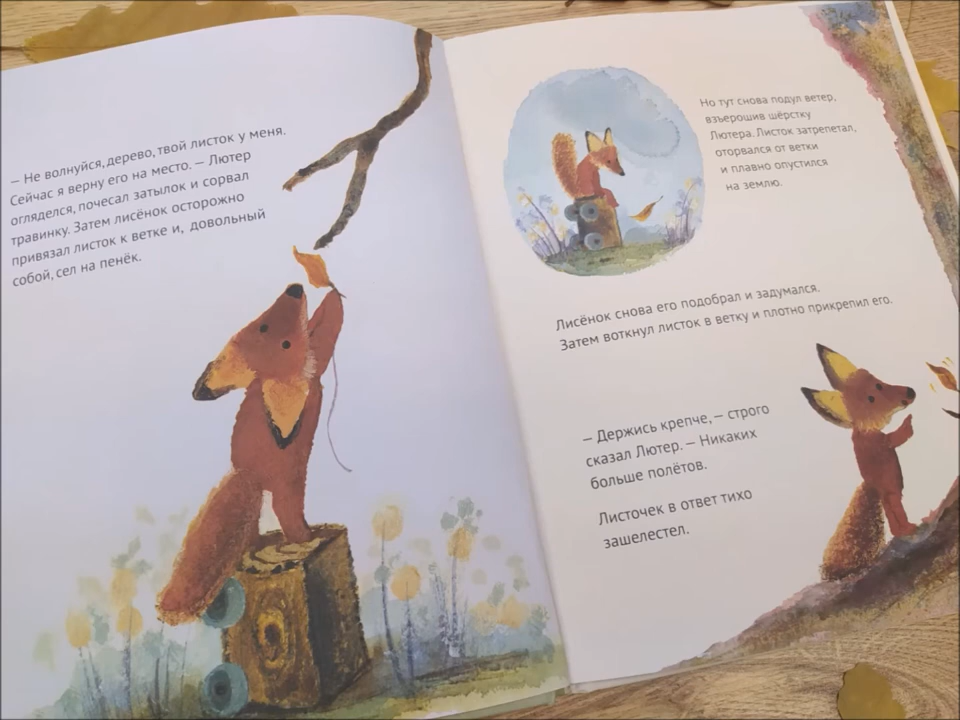 — Не волнуйся, дерево, твой листок у меня.
Сейчас я верну его на место. — Лютер
огляделся, почесал затылок и сорвал
травинку. Затем лисёнок осторожно
привязал листок к ветке и, довольный
собой, сел на пенёк.
Но тут снова подул ветер,
взъерошив шёрстку
Лютера. Листок затрепетал,
оторвался от ветки
и плавно опустился
на землю.
Лисёнок снова его подобрал и задумался.
Затем воткнул листок в ветку и плотно прикрепил его.
— Держись крепче, — строго
сказал Лютер. — Никаких
больше полётов.
Листочек в ответ тихо
зашелестел.